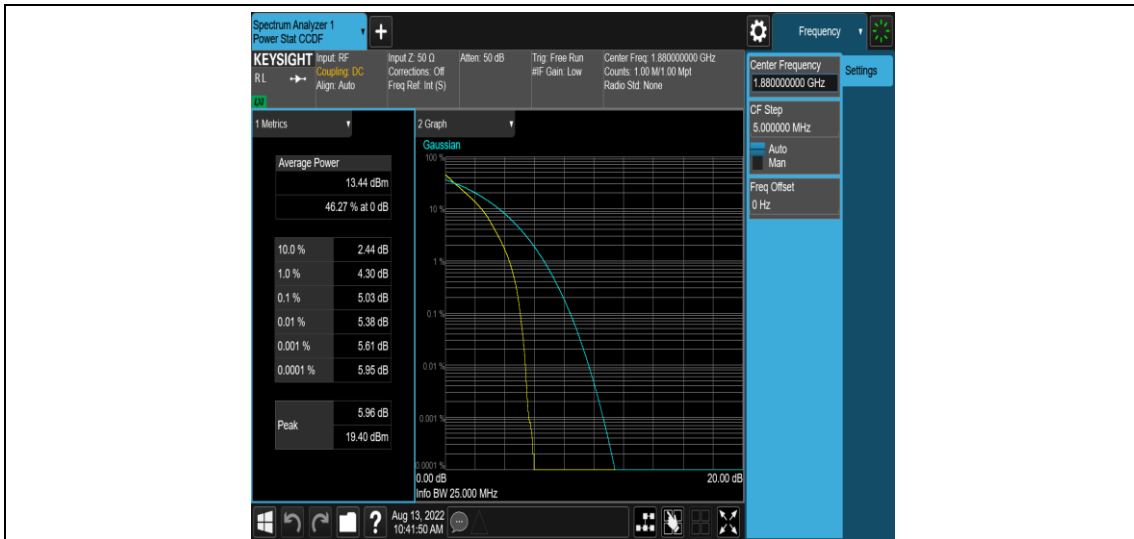 Spectrum Analyzer 1
Power Stat CCDF
+
Frequency
KEYSIGHT
RL
LXI
Input: RF
Coupling: DC
Align: Auto
Input Z: 50 Ω
Corrections: Off
Freq Ref: Int (S)
Atten: 50 dB
Trig: Free Run
#IF Gain: Low
Center Freq: 1.880000000 GHz
Counts: 1.00 M/1.00 Mpt
Radio Std: None
Center Frequency
1.880000000 GHz
Settings
CF Step
5.000000 MHz
Auto
Man
Freq Offset
0 Hz
1 Metrics
Average Power
13.44 dBm
46.27 % at 0 dB
10.0 % 2.44 dB
1.0 % 4.30 dB
0.1 % 5.03 dB
0.01 % 5.38 dB
0.001 % 5.61 dB
0.0001 % 5.95 dB
Peak
5.96 dB
19.40 dBm
2 Graph
Gaussian
100 %
10 %
1 %
0.1 %
0.01 %
0.001 %
0.0001 %
0.00 dB 20.00 dB
Info BW 25.000 MHz
?
Aug 13, 2022
10:41:50 AM